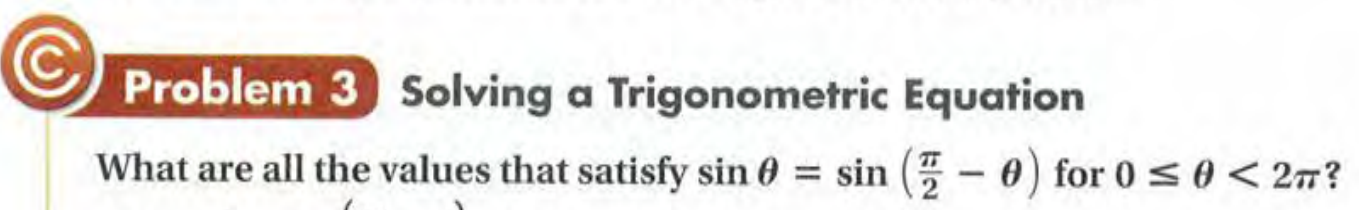 C Problem 3 Solving a Trigonometric Equation
What are all the values that satisfy sin θ = sin (π/2 − θ) for 0 ≤ θ < 2π?